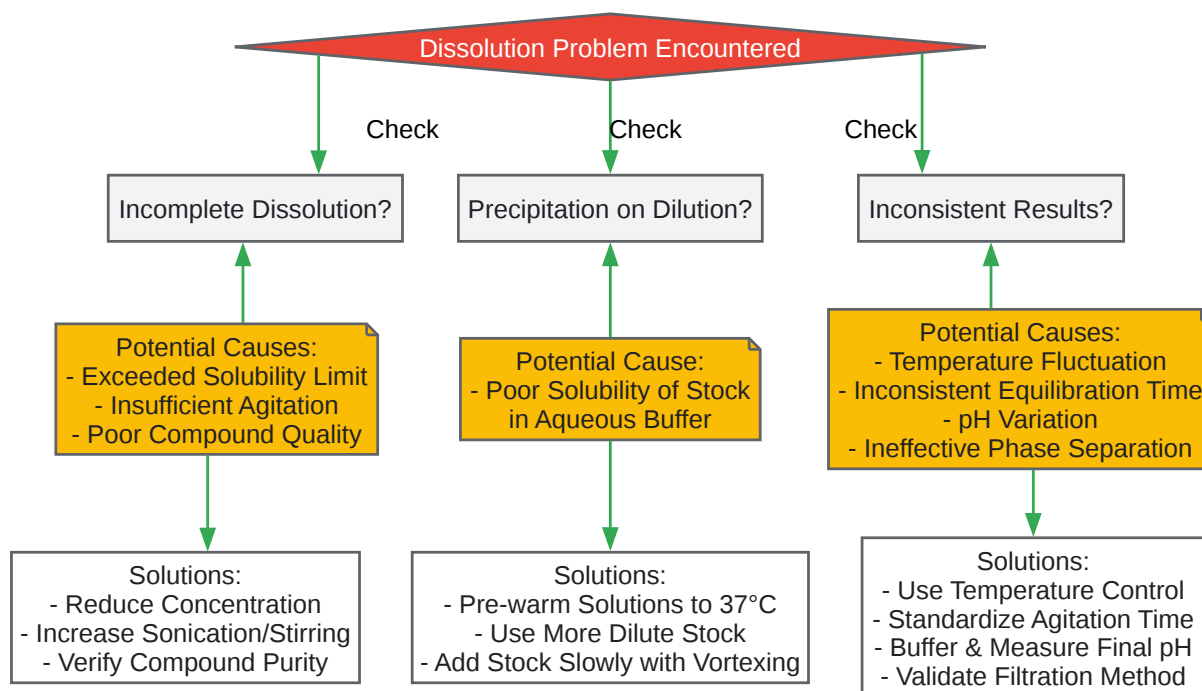 Dissolution Problem Encountered
Check
Check
Check
Incomplete Dissolution?
Precipitation on Dilution?
Inconsistent Results?
Potential Causes:
- Exceeded Solubility Limit
- Insufficient Agitation
- Poor Compound Quality
Potential Cause:
- Poor Solubility of Stock
in Aqueous Buffer
Potential Causes:
- Temperature Fluctuation
- Inconsistent Equilibration Time
- pH Variation
- Ineffective Phase Separation
Solutions:
- Reduce Concentration
- Increase Sonication/Stirring
- Verify Compound Purity
Solutions:
- Pre-warm Solutions to 37°C
- Use More Dilute Stock
- Add Stock Slowly with Vortexing
Solutions:
- Use Temperature Control
- Standardize Agitation Time
- Buffer & Measure Final pH
- Validate Filtration Method